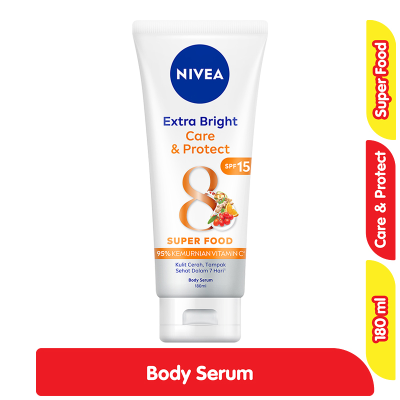 NIVEA
Extra Bright
Care
& Protect
SPF15
8
SUPER FOOD
95% KEMURNIAN VITAMIN C*
Kulit Cerah, Tampak
Sehat Dalam 7 Hari*
Body Serum
180ml
Super Food
Care & Protect
180 ml
Body Serum